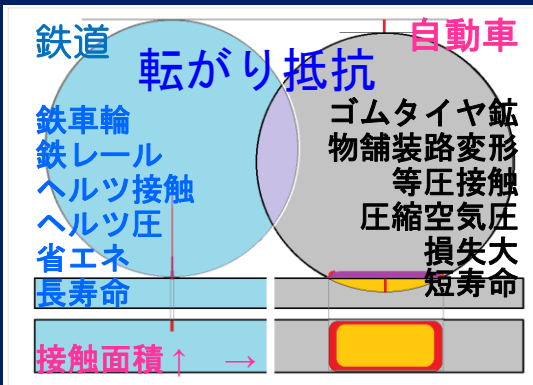 鉄道
自動車
転がり抵抗
鉄車輪
鉄レール
ヘルツ接触
ヘルツ圧
省エネ
長寿命
ゴムタイヤ鉱
物舗装路変形
等圧接触
圧縮空気圧
損失大
短寿命
接触面積↑ →